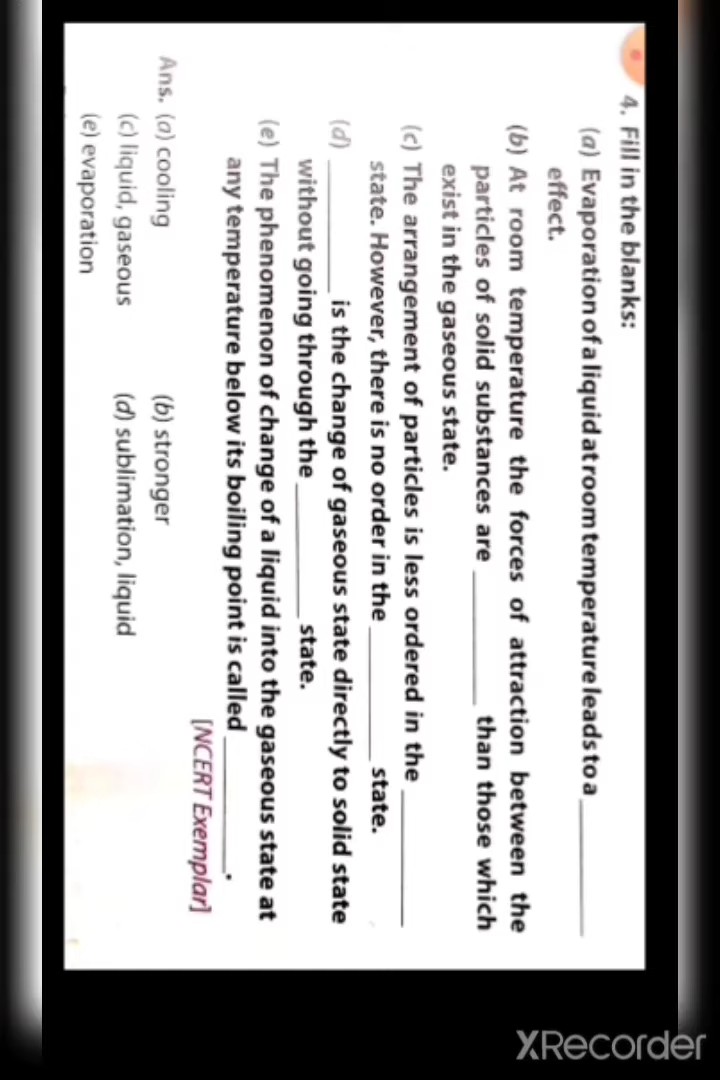 4. Fill in the blanks:
(a) Evaporation of a liquid at room temperature leads to a ________
effect.
(b) At room temperature the forces of attraction between the
particles of solid substances are ________ than those which
exist in the gaseous state.
(c) The arrangement of particles is less ordered in the ________
state. However, there is no order in the ________ state.
(d) ________ is the change of gaseous state directly to solid state
without going through the ________ state.
(e) The phenomenon of change of a liquid into the gaseous state at
any temperature below its boiling point is called ________.
[NCERT Exemplar]
Ans. (a) cooling (b) stronger
(c) liquid, gaseous (d) sublimation, liquid
(e) evaporation
XRecorder